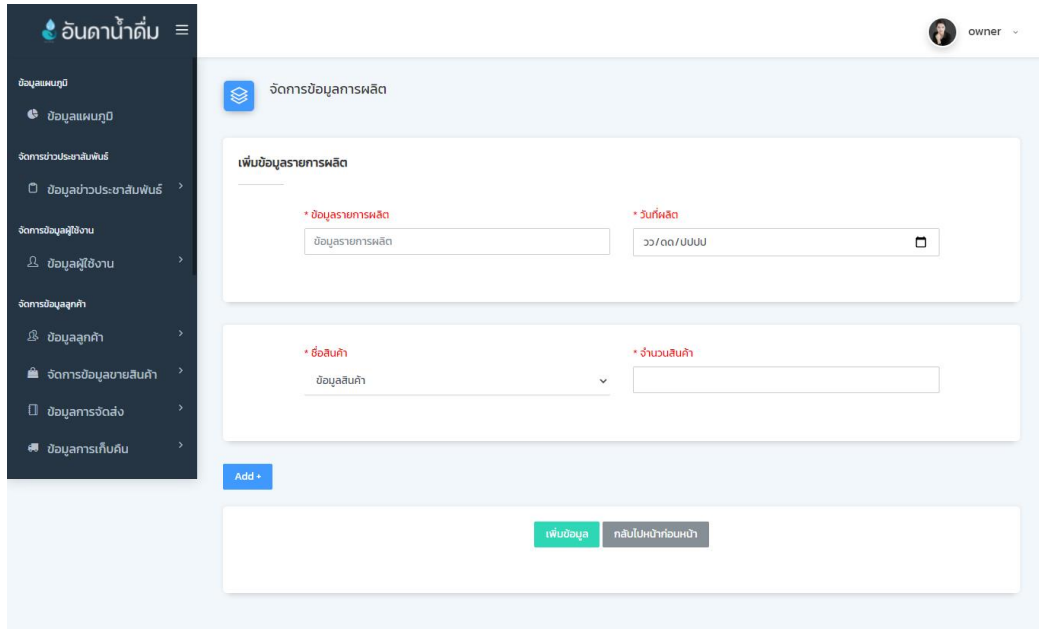 อันดาน้ำดื่ม
owner
ข้อมูลแผนภูมิ
ข้อมูลแผนภูมิ
จัดการข่าวประชาสัมพันธ์
ข้อมูลข่าวประชาสัมพันธ์
จัดการข้อมูลผู้ใช้งาน
ข้อมูลผู้ใช้งาน
จัดการข้อมูลลูกค้า
ข้อมูลลูกค้า
จัดการข้อมูลขายสินค้า
ข้อมูลการจัดส่ง
ข้อมูลการเก็บคืน
จัดการข้อมูลการผลิต
เพิ่มข้อมูลรายการผลิต
* ข้อมูลรายการผลิต
ข้อมูลรายการผลิต
* วันที่ผลิต
วว/ดด/ปปปป
* ชื่อสินค้า
ข้อมูลสินค้า
* จำนวนสินค้า
Add +
เพิ่มข้อมูล
กลับไปหน้าก่อนหน้า